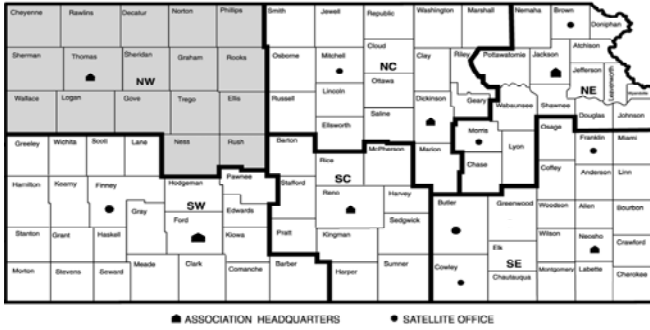 Cheyenne Rawlins Decatur Norton Phillips Smith Jewell Republic Washington Marshall Nemaha Brown Doniphan
Sherman Thomas Sheridan Graham Rooks Osborne Mitchell Cloud Clay Riley Pottawatomie Jackson Atchison
NW NC Jefferson Leavenworth
Wallace Logan Gove Trego Ellis Russell Lincoln Ottawa Dickinson Geary Wabaunsee Shawnee NE
Ellsworth Saline Morris Douglas Johnson
Greeley Wichita Scott Lane Ness Rush Barton Rice McPherson Marion Chase Lyon Osage Franklin Miami
Hamilton Kearny Finney Hodgeman Pawnee Stafford SC Reno Harvey Coffey Anderson Linn
SW Gray Ford Edwards Sedgwick Butler Greenwood Woodson Allen Bourbon
Stanton Grant Haskell Kiowa Pratt Kingman Elk Wilson Neosho Crawford
SE
Morton Stevens Seward Meade Clark Comanche Barber Harper Sumner Cowley Chautauqua Montgomery Labette Cherokee
ASSOCIATION HEADQUARTERS SATELLITE OFFICE